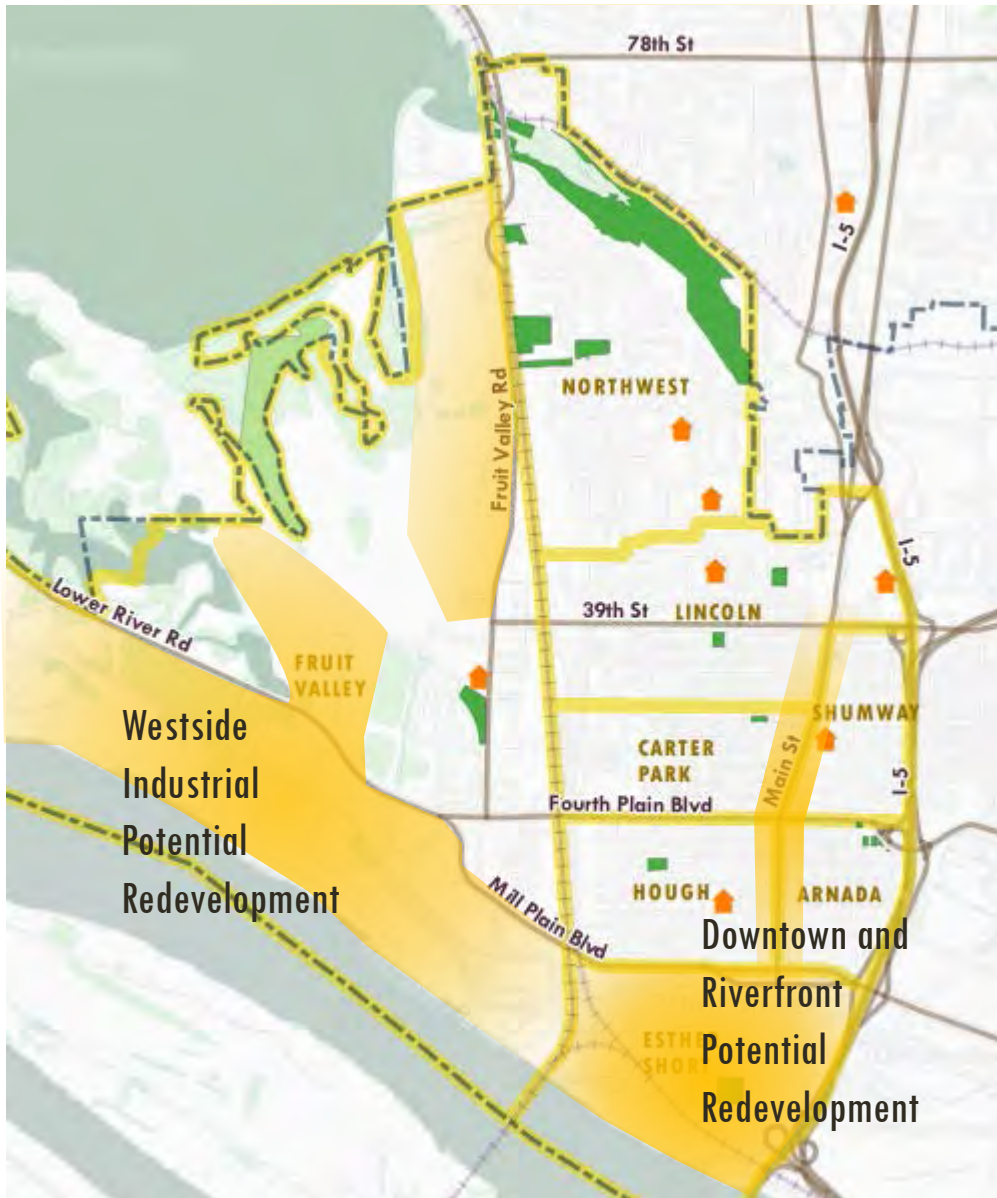 78th St
I-5
NORTHWEST
Fruit Valley Rd
I-5
Lower River Rd
39th St
LINCOLN
FRUIT
VALLEY
Westside
Industrial
Potential
Redevelopment
SHUMWAY
CARTER
PARK
Main St
I-5
Fourth Plain Blvd
Mill Plain Blvd
HOUGH
ARNADA
Downtown and
Riverfront
Potential
Redevelopment
ESTHE
SHOR